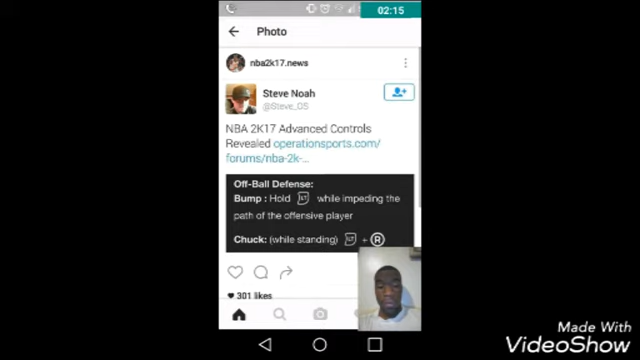 02:15
Photo
nba2k17.news
Steve Noah
@Steve_OS
NBA 2K17 Advanced Controls
Revealed operationsports.com/
forums/nba-2k-...
Off-Ball Defense:
Bump : Hold LT while impeding the
path of the offensive player
Chuck: (while standing) LT + R
301 likes
Made With
VideoShow